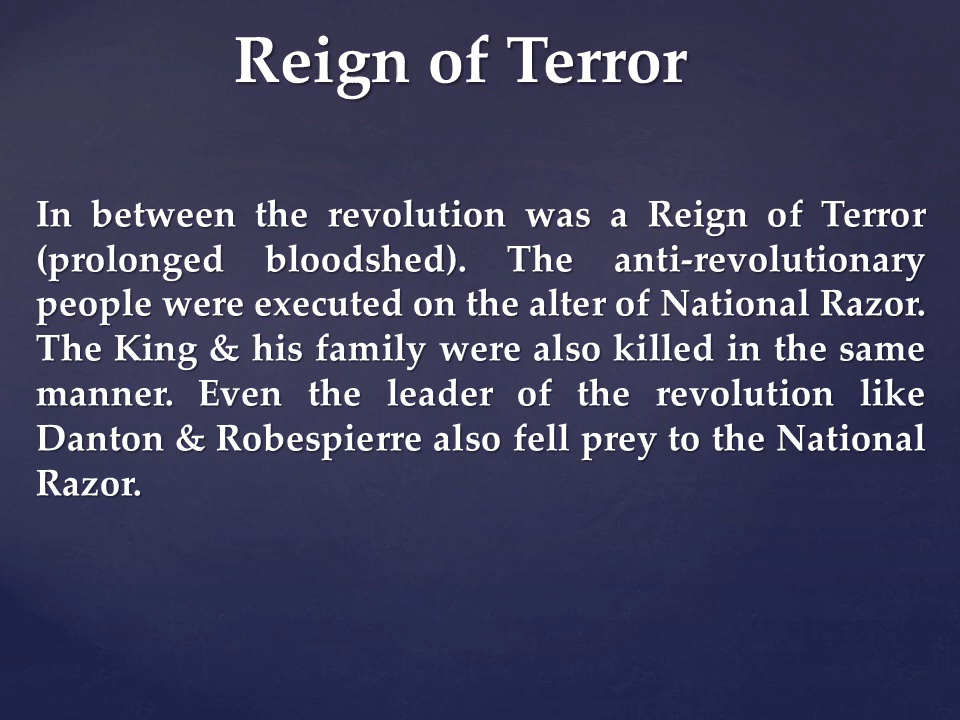 Reign of Terror
In between the revolution was a Reign of Terror
(prolonged bloodshed). The anti-revolutionary
people were executed on the alter of National Razor.
The King & his family were also killed in the same
manner. Even the leader of the revolution like
Danton & Robespierre also fell prey to the National
Razor.